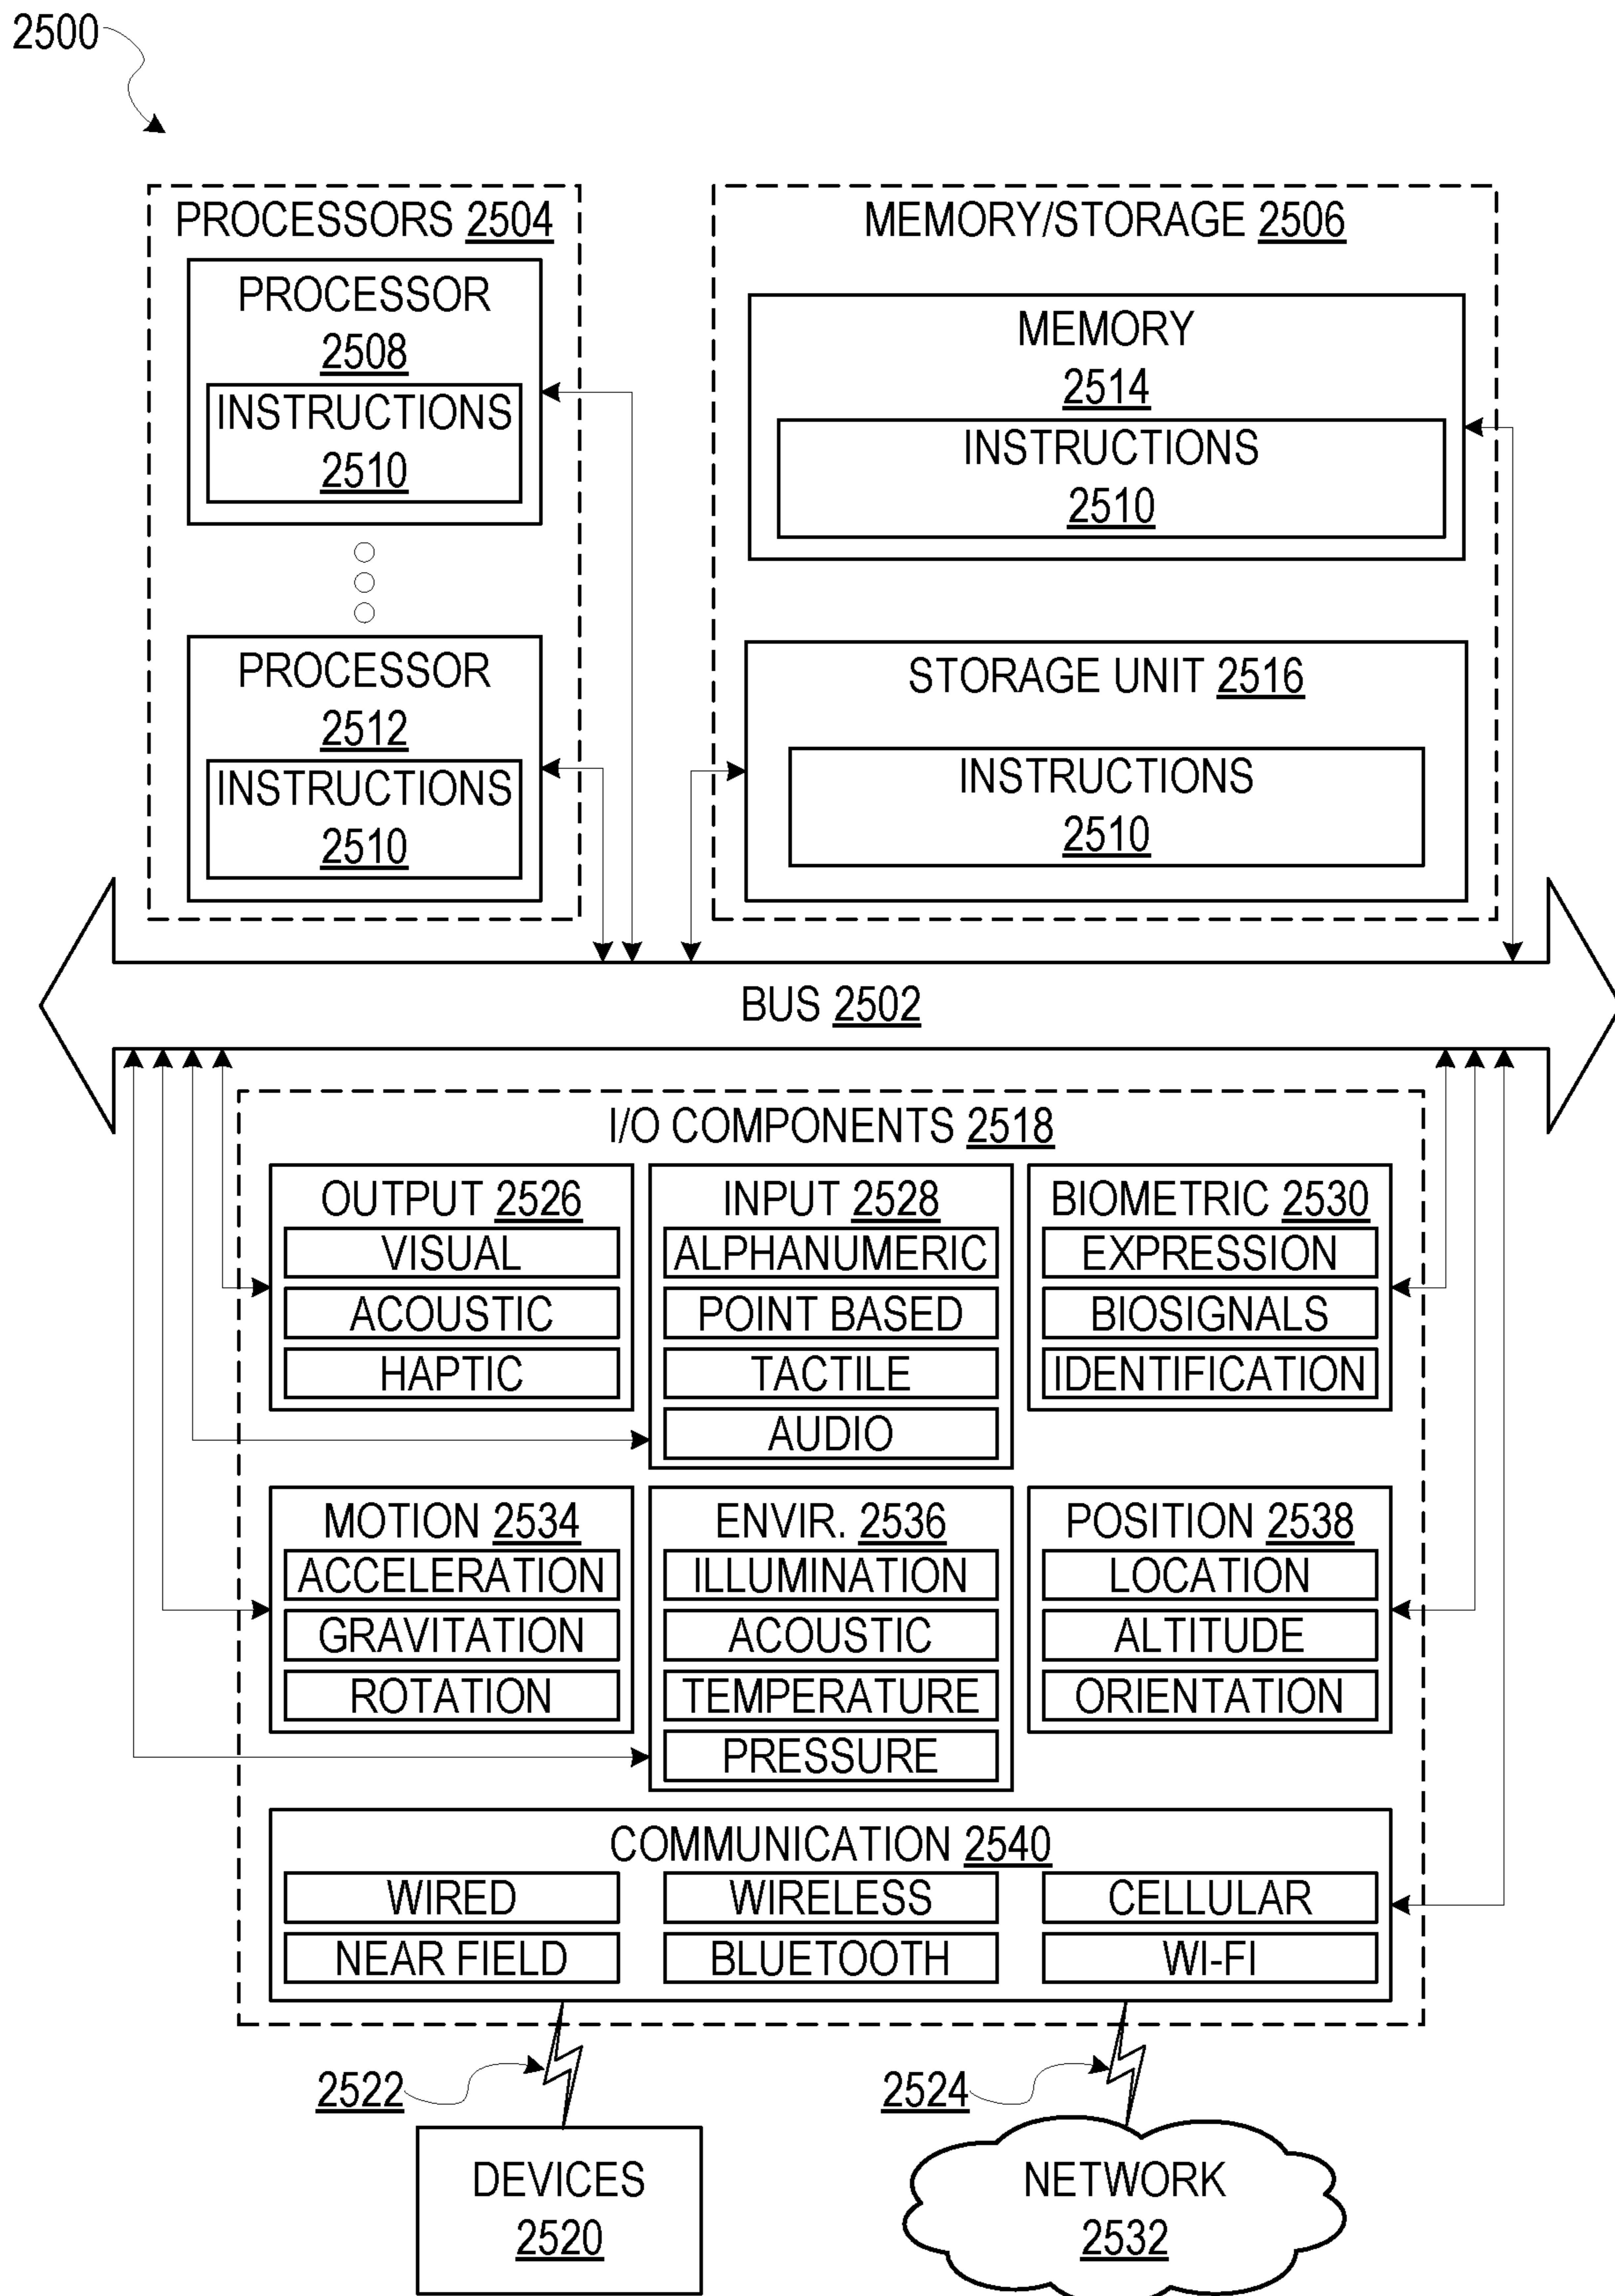 2500
PROCESSORS 2504
PROCESSOR
2508
INSTRUCTIONS
2510
PROCESSOR
2512
INSTRUCTIONS
2510
MEMORY/STORAGE 2506
MEMORY
2514
INSTRUCTIONS
2510
STORAGE UNIT 2516
INSTRUCTIONS
2510
BUS 2502
I/O COMPONENTS 2518
OUTPUT 2526
VISUAL
ACOUSTIC
HAPTIC
INPUT 2528
ALPHANUMERIC
POINT BASED
TACTILE
AUDIO
BIOMETRIC 2530
EXPRESSION
BIOSIGNALS
IDENTIFICATION
MOTION 2534
ACCELERATION
GRAVITATION
ROTATION
ENVIR. 2536
ILLUMINATION
ACOUSTIC
TEMPERATURE
PRESSURE
POSITION 2538
LOCATION
ALTITUDE
ORIENTATION
COMMUNICATION 2540
WIRED
WIRELESS
CELLULAR
NEAR FIELD
BLUETOOTH
WI-FI
2522
2524
DEVICES
2520
NETWORK
2532